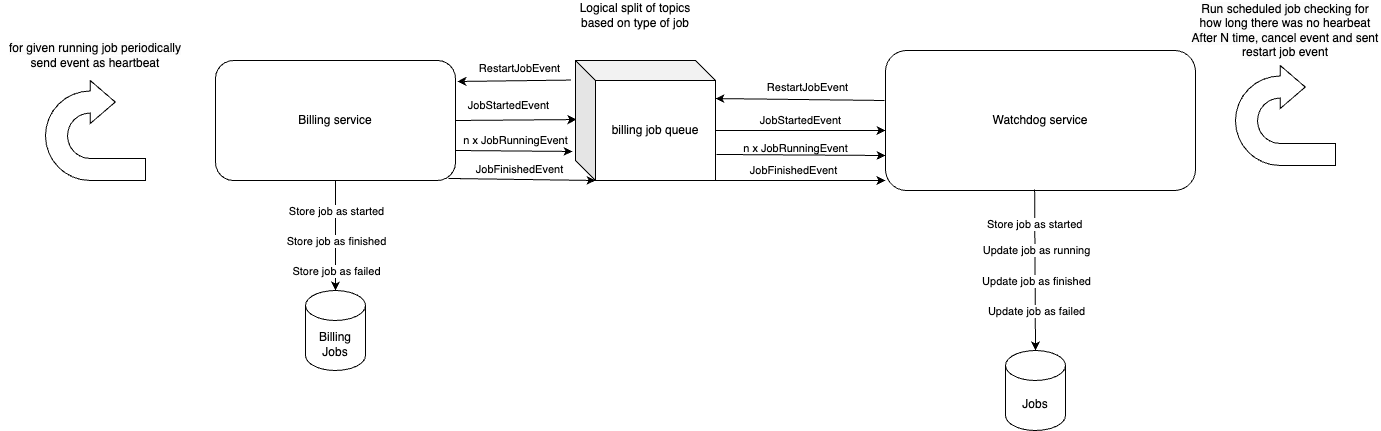 for given running job periodically
send event as heartbeat
Logical split of topics
based on type of job
Run scheduled job checking for
how long there was no hearbeat
After N time, cancel event and sent
restart job event
Billing service
RestartJobEvent
JobStartedEvent
n x JobRunningEvent
JobFinishedEvent
billing job queue
RestartJobEvent
JobStartedEvent
n x JobRunningEvent
JobFinishedEvent
Watchdog service
Store job as started
Store job as finished
Store job as failed
Billing
Jobs
Store job as started
Update job as running
Update job as finished
Update job as failed
Jobs